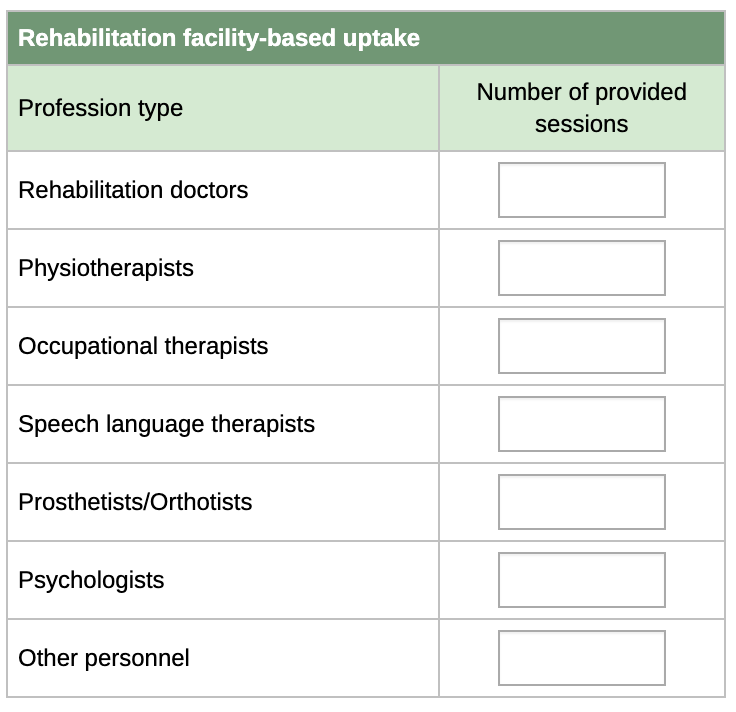 Rehabilitation facility-based uptake
Profession type
Number of provided
sessions
Rehabilitation doctors
Physiotherapists
Occupational therapists
Speech language therapists
Prosthetists/Orthotists
Psychologists
Other personnel